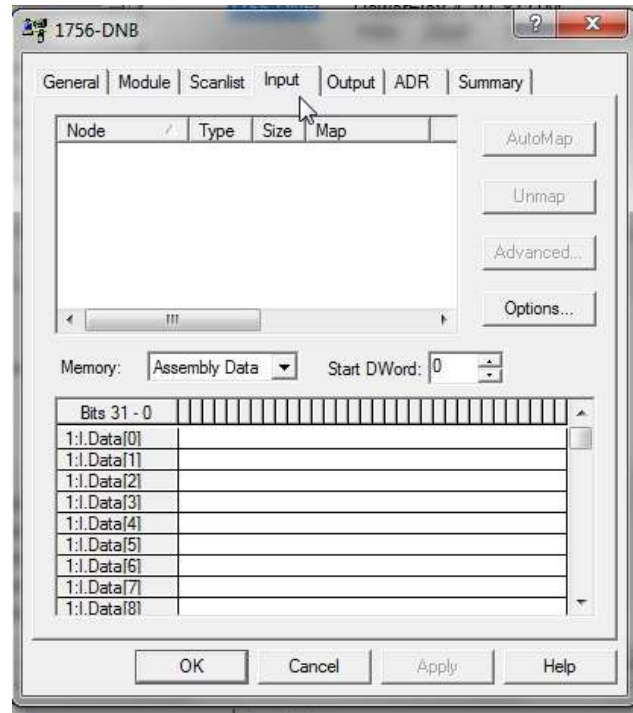 1756-DNB
General Module Scanlist Input Output ADR Summary
Node Type Size Map
AutoMap
Unmap
Advanced...
Options...
Memory: Assembly Data Start DWord: 0
Bits 31 - 0
1:I.Data[0]
1:I.Data[1]
1:I.Data[2]
1:I.Data[3]
1:I.Data[4]
1:I.Data[5]
1:I.Data[6]
1:I.Data[7]
1:I.Data[8]
OK Cancel Apply Help